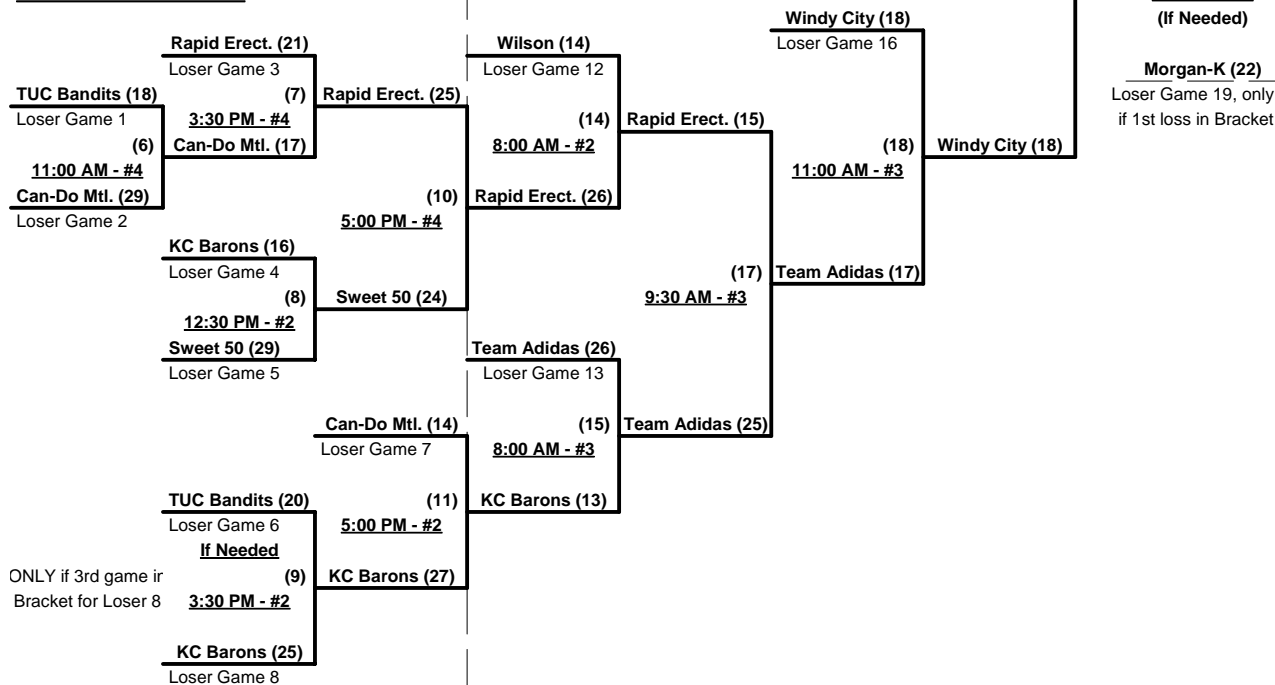 Windy City (18)
(If Needed)
Loser Game 16
Rapid Erect. (21)
Wilson (14)
Loser Game 3
Loser Game 12
Morgan-K (22)
TUC Bandits (18)
(7)
Rapid Erect. (25)
Loser Game 19, only
Loser Game 1
3:30 PM - #4
(14)
Rapid Erect. (15)
if 1st loss in Bracket
(6)
Can-Do Mtl. (17)
8:00 AM - #2
(18)
Windy City (18)
11:00 AM - #4
11:00 AM - #3
Can-Do Mtl. (29)
(10)
Rapid Erect. (26)
Loser Game 2
5:00 PM - #4
KC Barons (16)
Loser Game 4
(17)
Team Adidas (17)
(8)
Sweet 50 (24)
9:30 AM - #3
12:30 PM - #2
Sweet 50 (29)
Team Adidas (26)
Loser Game 5
Loser Game 13
Can-Do Mtl. (14)
(15)
Team Adidas (25)
Loser Game 7
8:00 AM - #3
TUC Bandits (20)
(11)
KC Barons (13)
Loser Game 6
5:00 PM - #2
If Needed
ONLY if 3rd game in
(9)
KC Barons (27)
Bracket for Loser 8
3:30 PM - #2
KC Barons (25)
Loser Game 8